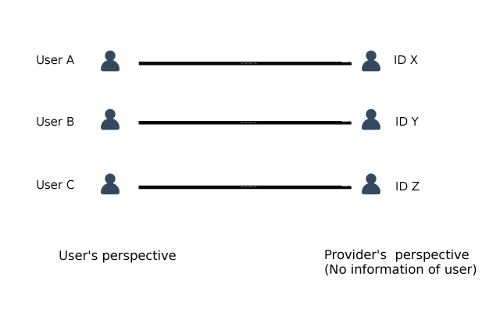 User A
ID X
User B
ID Y
User C
ID Z
User's perspective
Provider's  perspective
(No information of user)